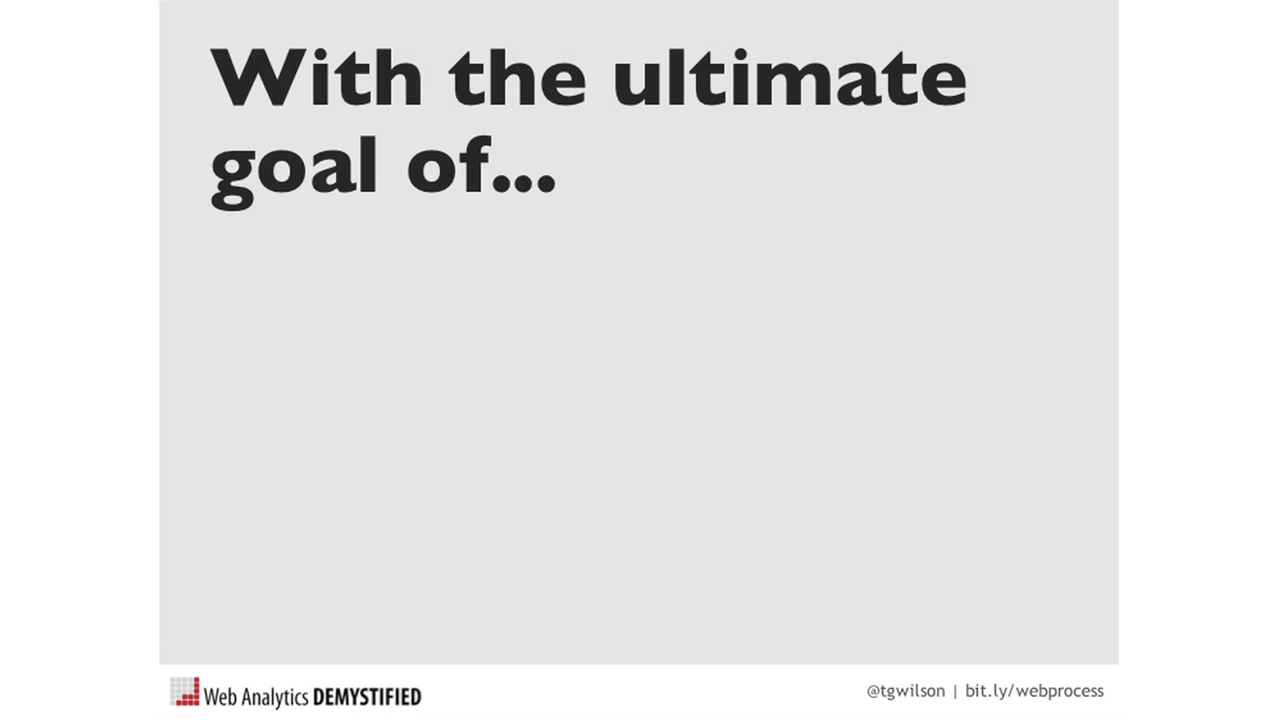 With the ultimate
goal of...
Web Analytics DEMYSTIFIED
@tgwilson | bit.ly/webprocess